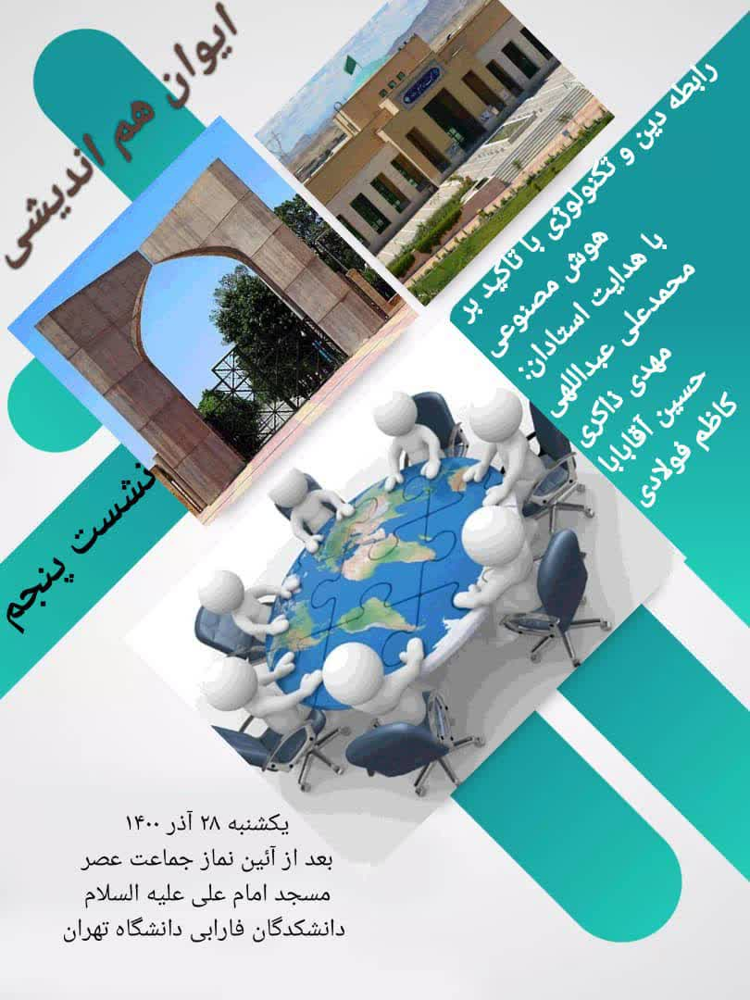 ایوان هم اندیشی
رابطه دین و تکنولوژی با تاکید بر
هوش مصنوعی
با هدایت استادان:
محمدعلی عبداللهی
مهدی ذاکری
حسین آقابابا
کاظم فولادی
نشست پنجم
یکشنبه ۲۸ آذر ۱۴۰۰
بعد از آئین نماز جماعت عصر
مسجد امام علی علیه السلام
دانشکدگان فارابی دانشگاه تهران